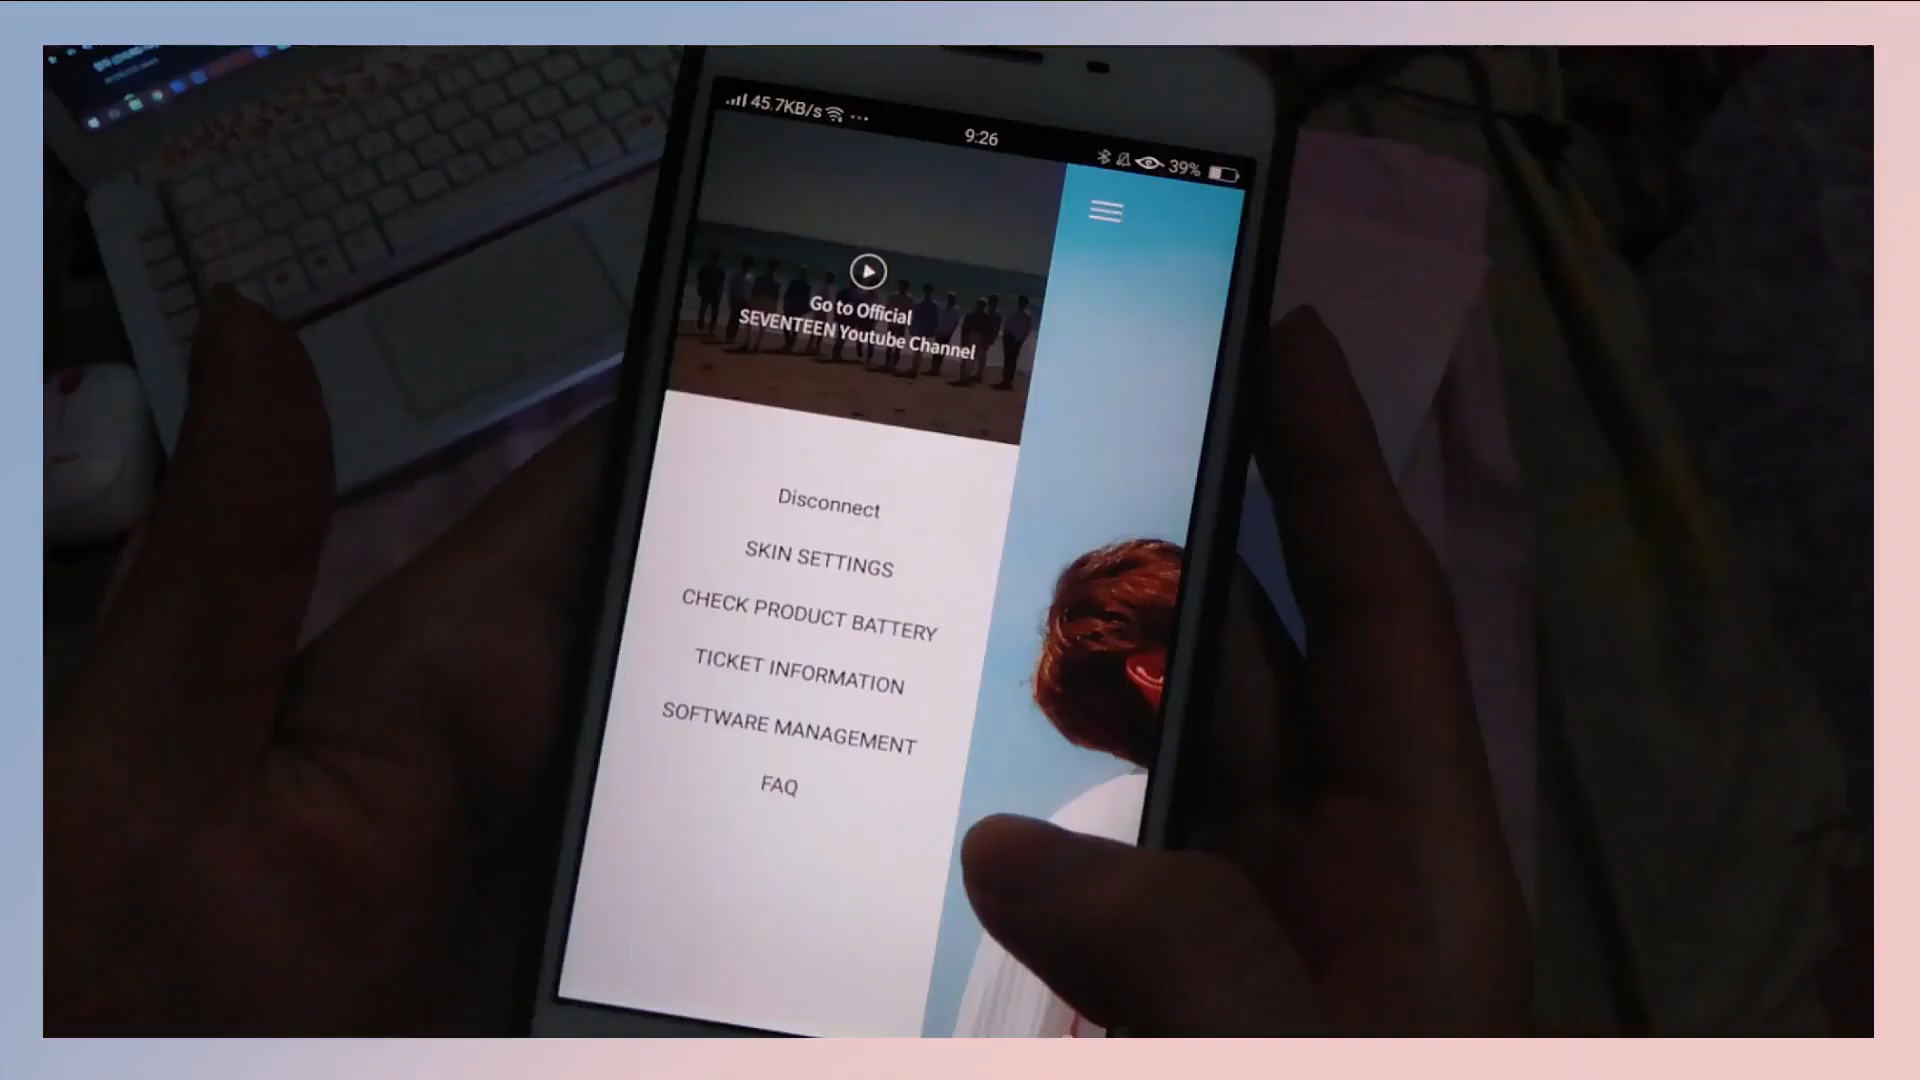 45.7KB/s
9:26
39%
Go to Official
SEVENTEEN Youtube Channel
Disconnect
SKIN SETTINGS
CHECK PRODUCT BATTERY
TICKET INFORMATION
SOFTWARE MANAGEMENT
FAQ